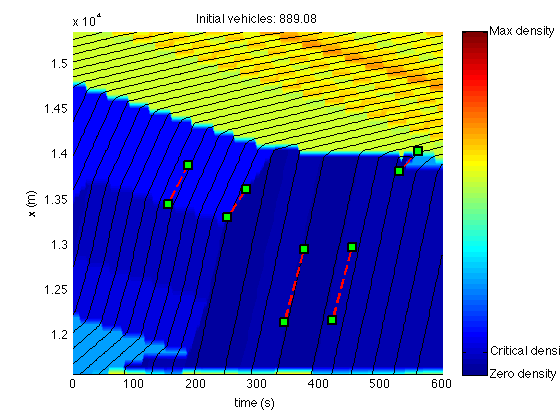 Initial vehicles: 889.08
x 10^4
Max density
1.5
1.45
1.4
1.35
1.3
1.25
1.2
x (m)
Critical densi
Zero density
0 100 200 300 400 500 600
time (s)